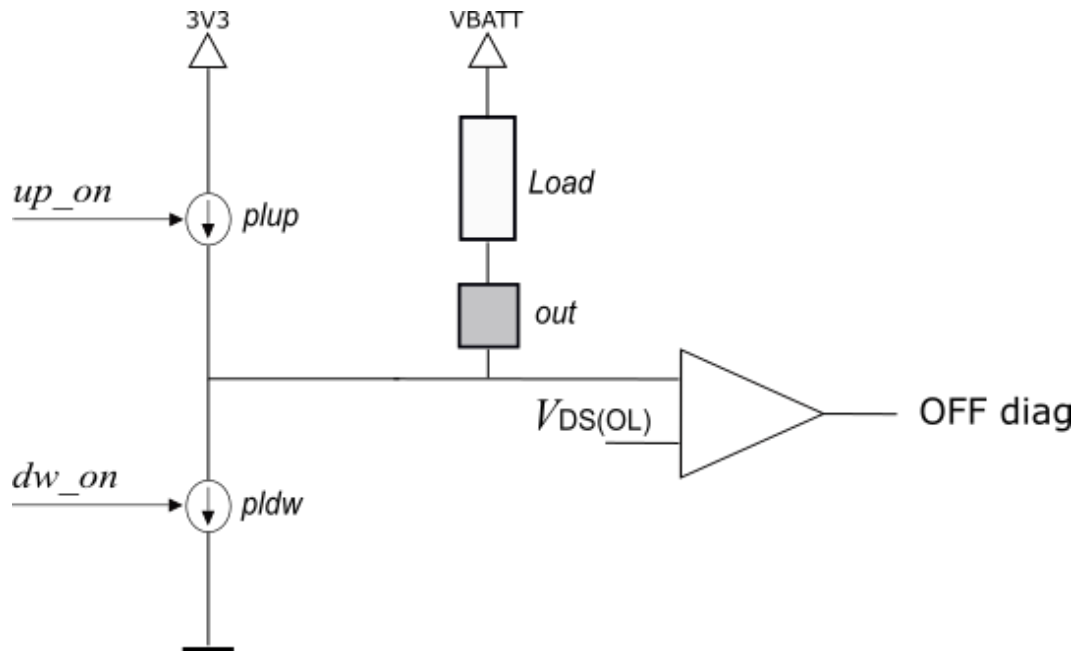 3V3
VBATT
up_on
plup
Load
out
VDS(OL)
OFF diag
dw_on
pldw